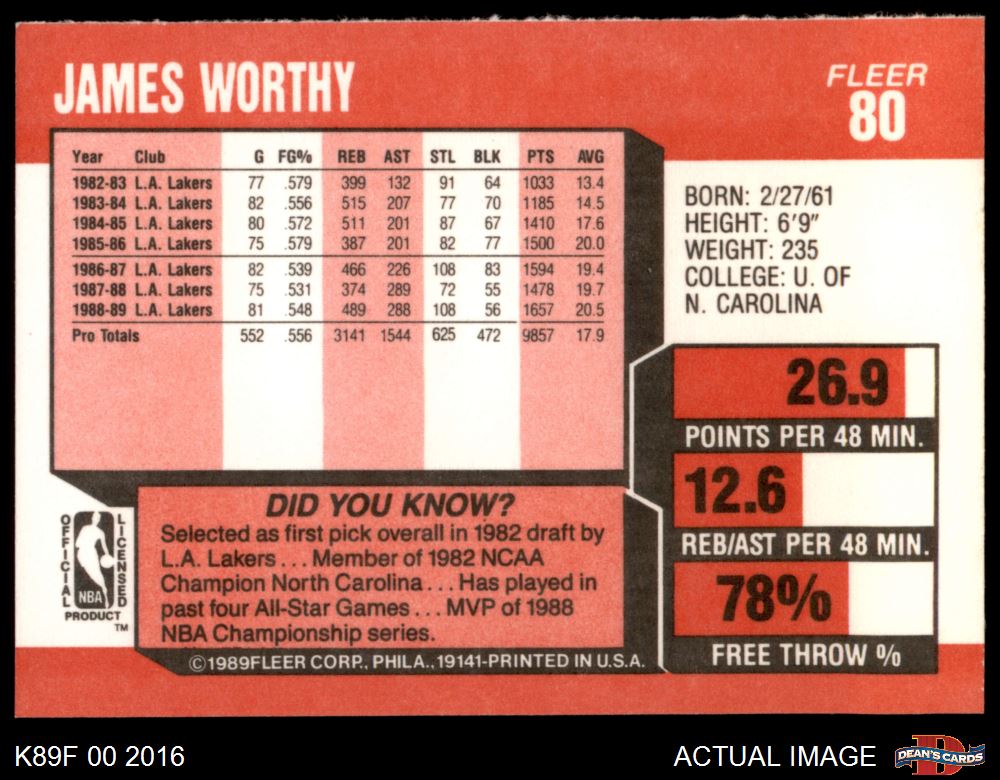 JAMES WORTHY
FLEER
80
Year Club G FG% REB AST STL BLK PTS AVG
1982-83 L.A. Lakers 77 .579 399 132 91 64 1033 13.4
1983-84 L.A. Lakers 82 .556 515 207 77 70 1185 14.5
1984-85 L.A. Lakers 80 .572 511 201 87 67 1410 17.6
1985-86 L.A. Lakers 75 .579 387 201 82 77 1500 20.0
1986-87 L.A. Lakers 82 .539 466 226 108 83 1594 19.4
1987-88 L.A. Lakers 75 .531 374 289 72 55 1478 19.7
1988-89 L.A. Lakers 81 .548 489 288 108 56 1657 20.5
Pro Totals 552 .556 3141 1544 625 472 9857 17.9
BORN: 2/27/61
HEIGHT: 6'9"
WEIGHT: 235
COLLEGE: U. OF
N. CAROLINA
26.9
POINTS PER 48 MIN.
12.6
REB/AST PER 48 MIN.
78%
FREE THROW %
OFFICIAL
LICENSED
NBA
PRODUCT
TM
DID YOU KNOW?
Selected as first pick overall in 1982 draft by
L.A. Lakers . . . Member of 1982 NCAA
Champion North Carolina . . . Has played in
past four All-Star Games . . . MVP of 1988
NBA Championship series.
©1989FLEER CORP., PHILA., 19141-PRINTED IN U.S.A.
K89F 00 2016
ACTUAL IMAGE
D
DEAN'S CARDS